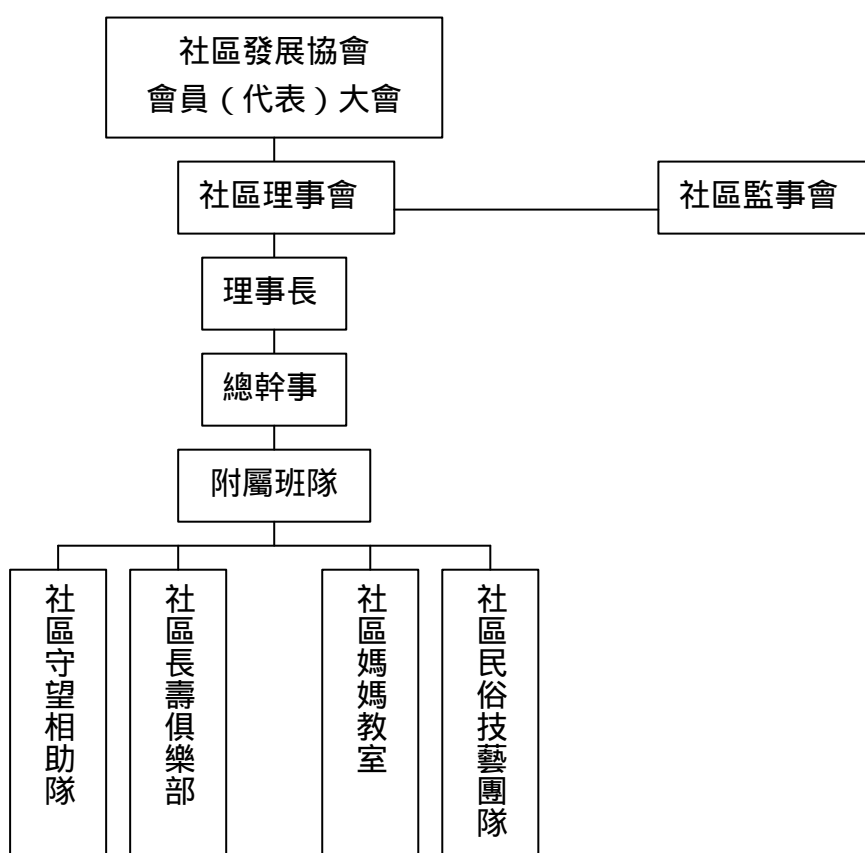 社區發展協會
會員（代表）大會
社區理事會
社區監事會
理事長
總幹事
附屬班隊
社區守望相助隊
社區長壽俱樂部
社區媽媽教室
社區民俗技藝團隊